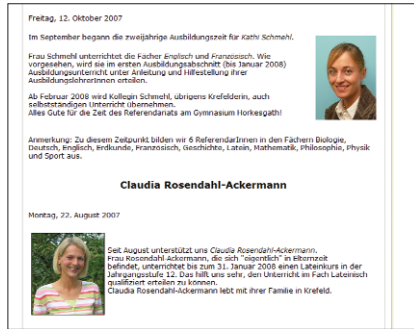 Freitag, 12. Oktober 2007
Im September begann die zweijährige Ausbildungszeit für Kathi Schmehl.
Frau Schmehl unterrichtet die Fächer Englisch und Französisch. Wie
vorgesehen, wird sie im ersten Ausbildungsabschnitt (bis Januar 2008)
Ausbildungsunterricht unter Anleitung und Hilfestellung ihrer
AusbildungslehrerInnen erteilen.
Ab Februar 2008 wird Kollegin Schmehl, übrigens Krefelderin, auch
selbstständigen Unterricht übernehmen.
Alles Gute für die Zeit des Referendariats am Gymnasium Horkesgath!
Anmerkung: Zu diesem Zeitpunkt bilden wir 6 ReferendarInnen in den Fächern Biologie,
Deutsch, Englisch, Erdkunde, Französisch, Geschichte, Latein, Mathematik, Philosophie, Physik
und Sport aus.
Claudia Rosendahl-Ackermann
Montag, 22. August 2007
Seit August unterstützt uns Claudia Rosendahl-Ackermann.
Frau Rosendahl-Ackermann, die sich "eigentlich" in Elternzeit
befindet, unterrichtet bis zum 31. Januar 2008 einen Lateinkurs in der
Jahrgangsstufe 12. Das hilft uns sehr, den Unterricht im Fach Lateinisch
qualifiziert erteilen zu können.
Claudia Rosendahl-Ackermann lebt mit ihrer Familie in Krefeld.